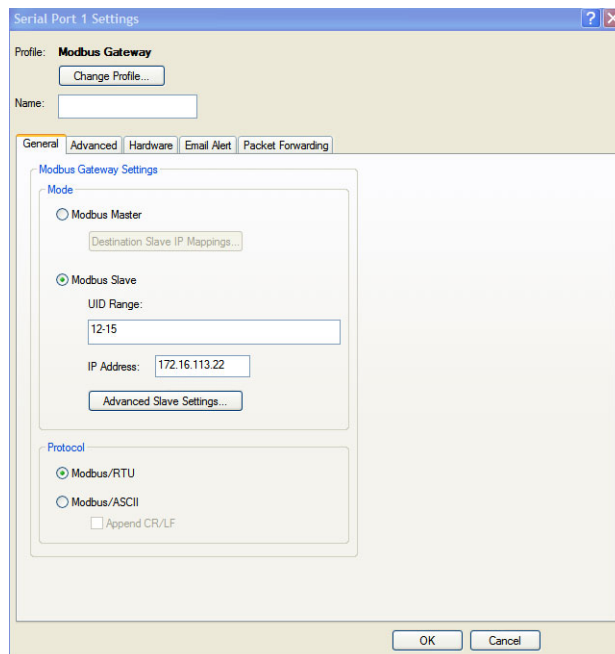 Serial Port 1 Settings
Profile: Modbus Gateway
Change Profile...
Name:
General Advanced Hardware Email Alert Packet Forwarding
Modbus Gateway Settings
Mode
Modbus Master
Destination Slave IP Mappings...
Modbus Slave
UID Range:
12-15
IP Address: 172.16.113.22
Advanced Slave Settings...
Protocol
Modbus/RTU
Modbus/ASCII
Append CR/LF
OK Cancel